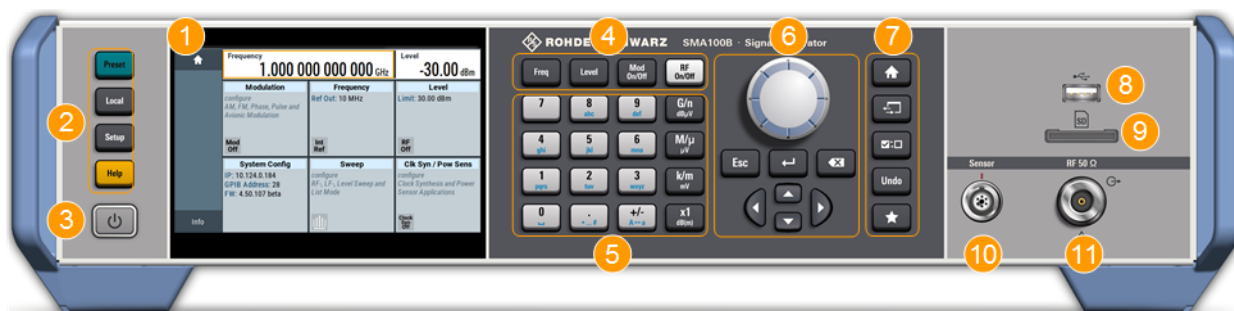 1
Preset
Local
Setup
Help
2
3
Frequency
1.000 000 000 000 GHz
Level
-30.00 dBm
Modulation
configure
AM, FM, Phase, Pulse and
Avionic Modulation
Mod
Off
Frequency
Ref Out: 10 MHz
Int
Ref
Level
Limit: 30.00 dBm
RF
Off
System Config
IP: 10.124.0.184
GPIB Address: 28
FW: 4.50.107 beta
Sweep
configure
RF-, LF-, Level Sweep and
List Mode
Clk Syn / Pow Sens
configure
Clock Synthesis and Power
Sensor Applications
Clock
Syn
Info
ROHDE SCHWARZ SMA100B · Signal
4
Freq
Level
Mod
On/Off
RF
On/Off
7
8
abc
9
def
G/n
dBµV
4
ghi
5
jkl
6
mno
M/µ
µV
1
pqrs
2
tuv
3
wxyz
k/m
mV
0
.
+/-
x1
dB(m)
5
6
Esc
7
Undo
8
SD
9
Sensor
RF 50 Ω
10
11